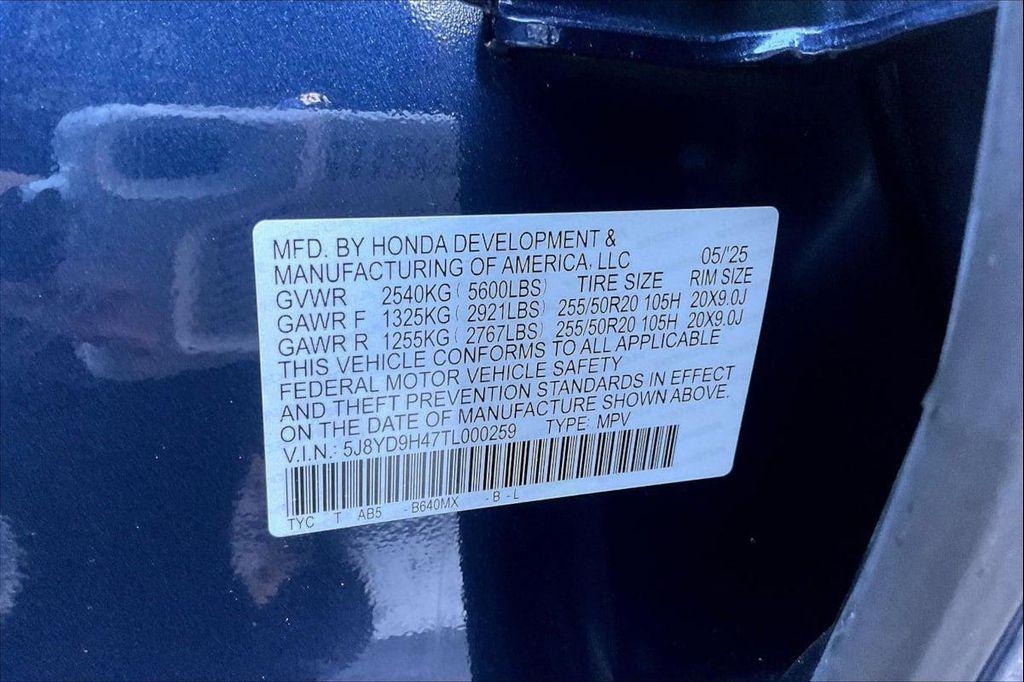 MFD. BY HONDA DEVELOPMENT &
MANUFACTURING OF AMERICA, LLC 05/'25
GVWR 2540KG ( 5600LBS) TIRE SIZE RIM SIZE
GAWR F 1325KG ( 2921LBS) 255/50R20 105H 20X9.0J
GAWR R 1255KG ( 2767LBS) 255/50R20 105H 20X9.0J
THIS VEHICLE CONFORMS TO ALL APPLICABLE
FEDERAL MOTOR VEHICLE SAFETY
AND THEFT PREVENTION STANDARDS IN EFFECT
ON THE DATE OF MANUFACTURE SHOWN ABOVE.
V.I.N.: 5J8YD9H47TL000259 TYPE: MPV
TYC T AB5 - B640MX - B - L